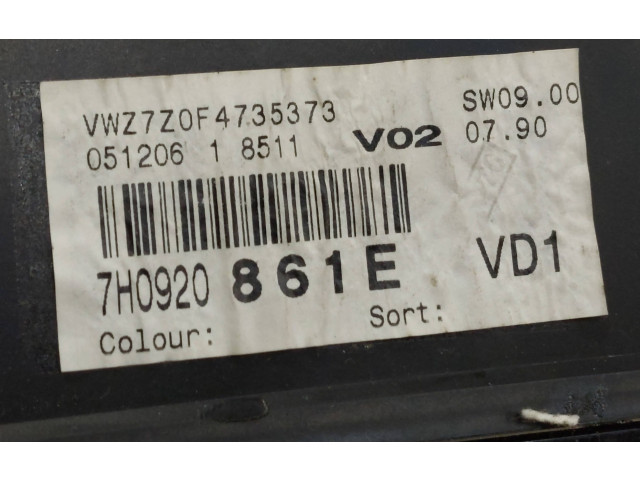 VWZ7Z0F4735373 SW09.00
051206 1 8511 V02 07.90
7H0920 861E VD1
Colour: Sort: